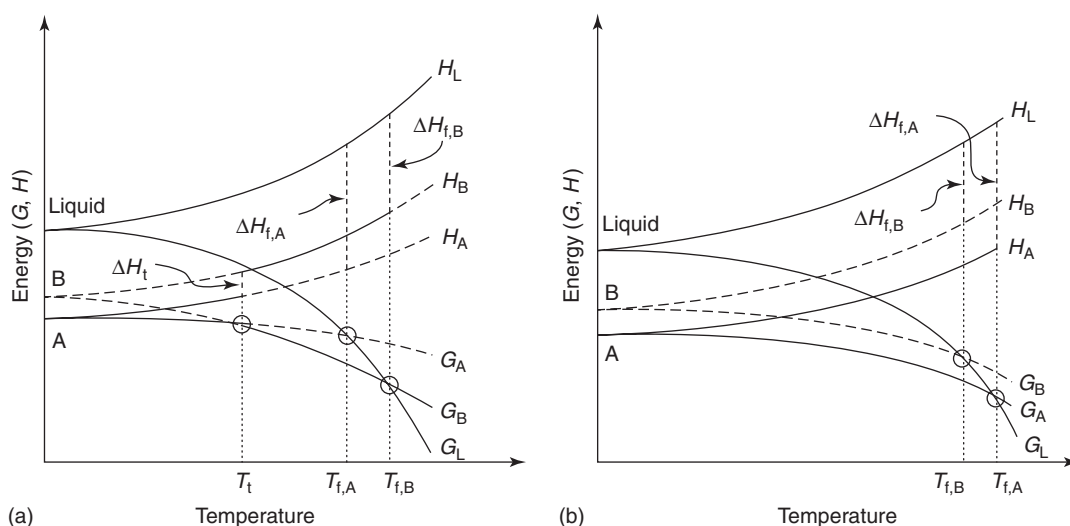 Energy (G, H)
Liquid
B
A
H_L
ΔH_f,B
H_B
ΔH_f,A
H_A
ΔH_t
G_A
G_B
G_L
T_t
T_f,A
T_f,B
(a)
Temperature
Energy (G, H)
Liquid
B
A
H_L
ΔH_f,A
H_B
ΔH_f,B
H_A
G_B
G_A
G_L
T_f,B
T_f,A
(b)
Temperature